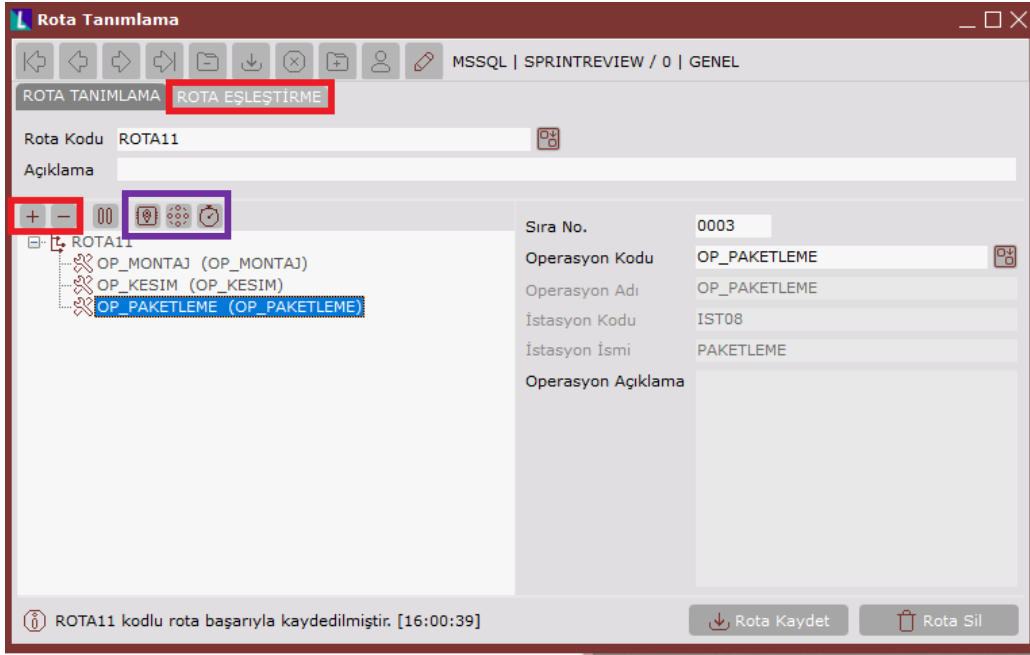 Rota Tanımlama
MSSQL | SPRINTREVIEW / 0 | GENEL
ROTA TANIMLAMA ROTA EŞLEŞTİRME
Rota Kodu ROTA11
Açıklama
ROTA11
OP_MONTAJ (OP_MONTAJ)
OP_KESIM (OP_KESIM)
OP_PAKETLEME (OP_PAKETLEME)
Sıra No. 0003
Operasyon Kodu OP_PAKETLEME
Operasyon Adı OP_PAKETLEME
İstasyon Kodu IST08
İstasyon İsmi PAKETLEME
Operasyon Açıklama
ROTA11 kodlu rota başarıyla kaydedilmiştir. [16:00:39]
Rota Kaydet Rota Sil